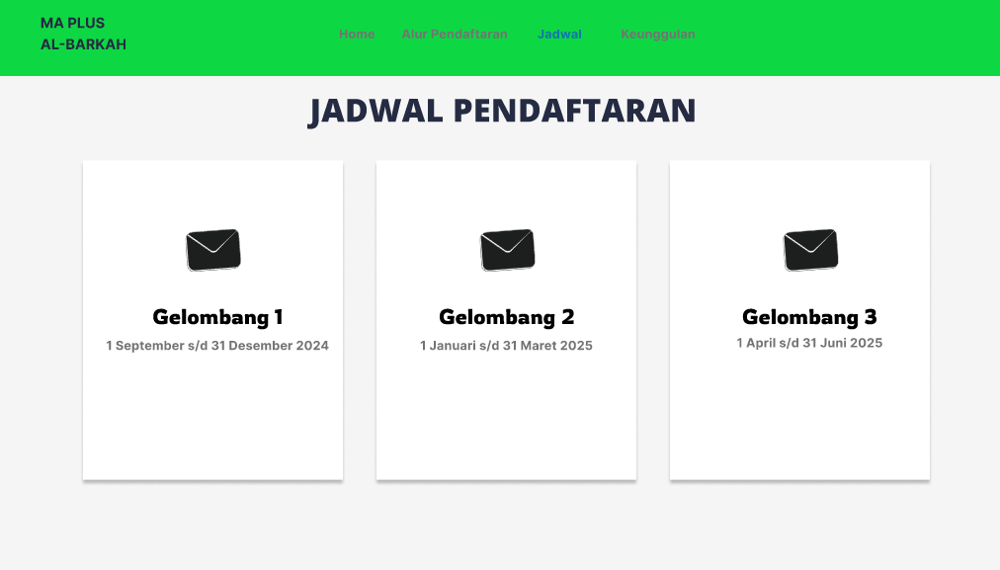 MA PLUS
AL-BARKAH
Home Alur Pendaftaran Jadwal Keunggulan
JADWAL PENDAFTARAN
Gelombang 1
1 September s/d 31 Desember 2024
Gelombang 2
1 Januari s/d 31 Maret 2025
Gelombang 3
1 April s/d 31 Juni 2025